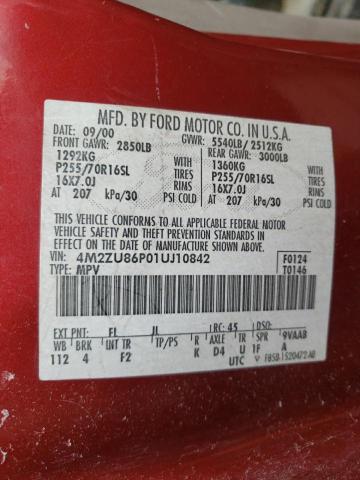 MFD. BY FORD MOTOR CO. IN U.S.A.
DATE: 09/00 GVWR: 5540LB/ 2512KG
FRONT GAWR: 2850LB REAR GAWR: 3000LB
1292KG 1360KG
P255/70R16SL TIRES P255/70R16SL TIRES
16X7.0J RIMS 16X7.0J RIMS
AT 207 kPa/30 PSI COLD AT 207 kPa/30 PSI COLD
THIS VEHICLE CONFORMS TO ALL APPLICABLE FEDERAL MOTOR
VEHICLE SAFETY AND THEFT PREVENTION STANDARDS IN
EFFECT ON THE DATE OF MANUFACTURE SHOWN ABOVE.
VIN: 4M2ZU86P01UJ10842 F0124
TYPE: MPV T0146
EXT PNT: FL JL RC: 45 DSO:
WB BRK INT TR TP/PS R AXLE TR SPR 9VAAB
112 4 F2 K D4 U 1F A
UTC